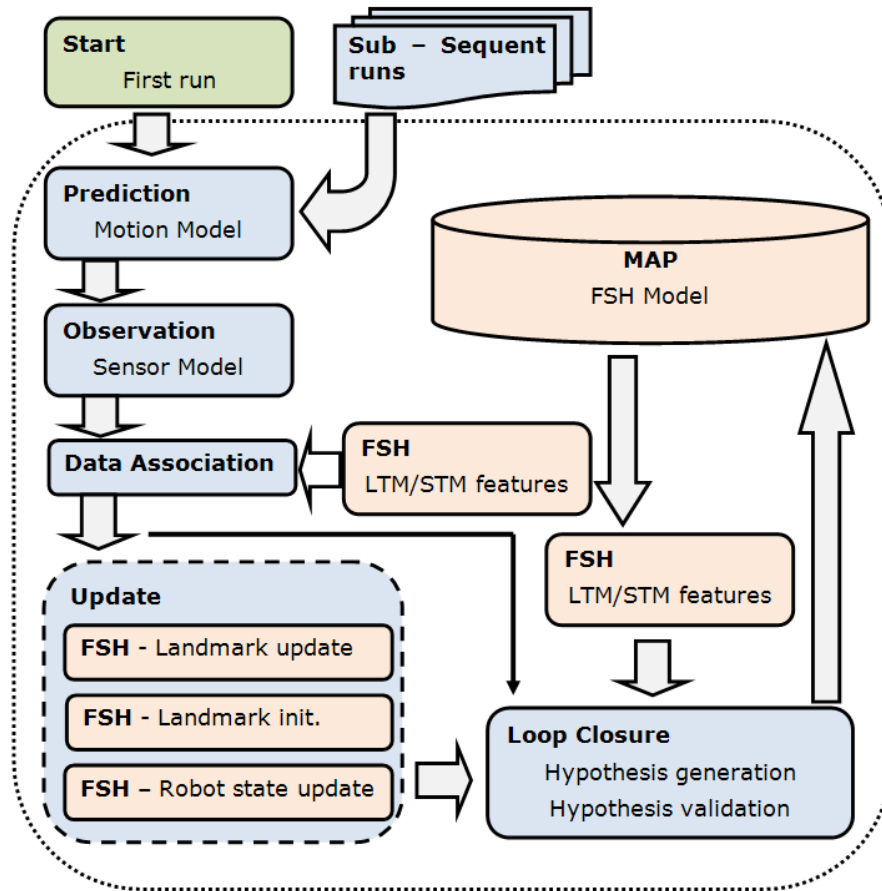 Start
First run
Sub – Sequent
runs
Prediction
Motion Model
MAP
FSH Model
Observation
Sensor Model
Data Association
FSH
LTM/STM features
FSH
LTM/STM features
Update
FSH - Landmark update
FSH - Landmark init.
FSH – Robot state update
Loop Closure
Hypothesis generation
Hypothesis validation